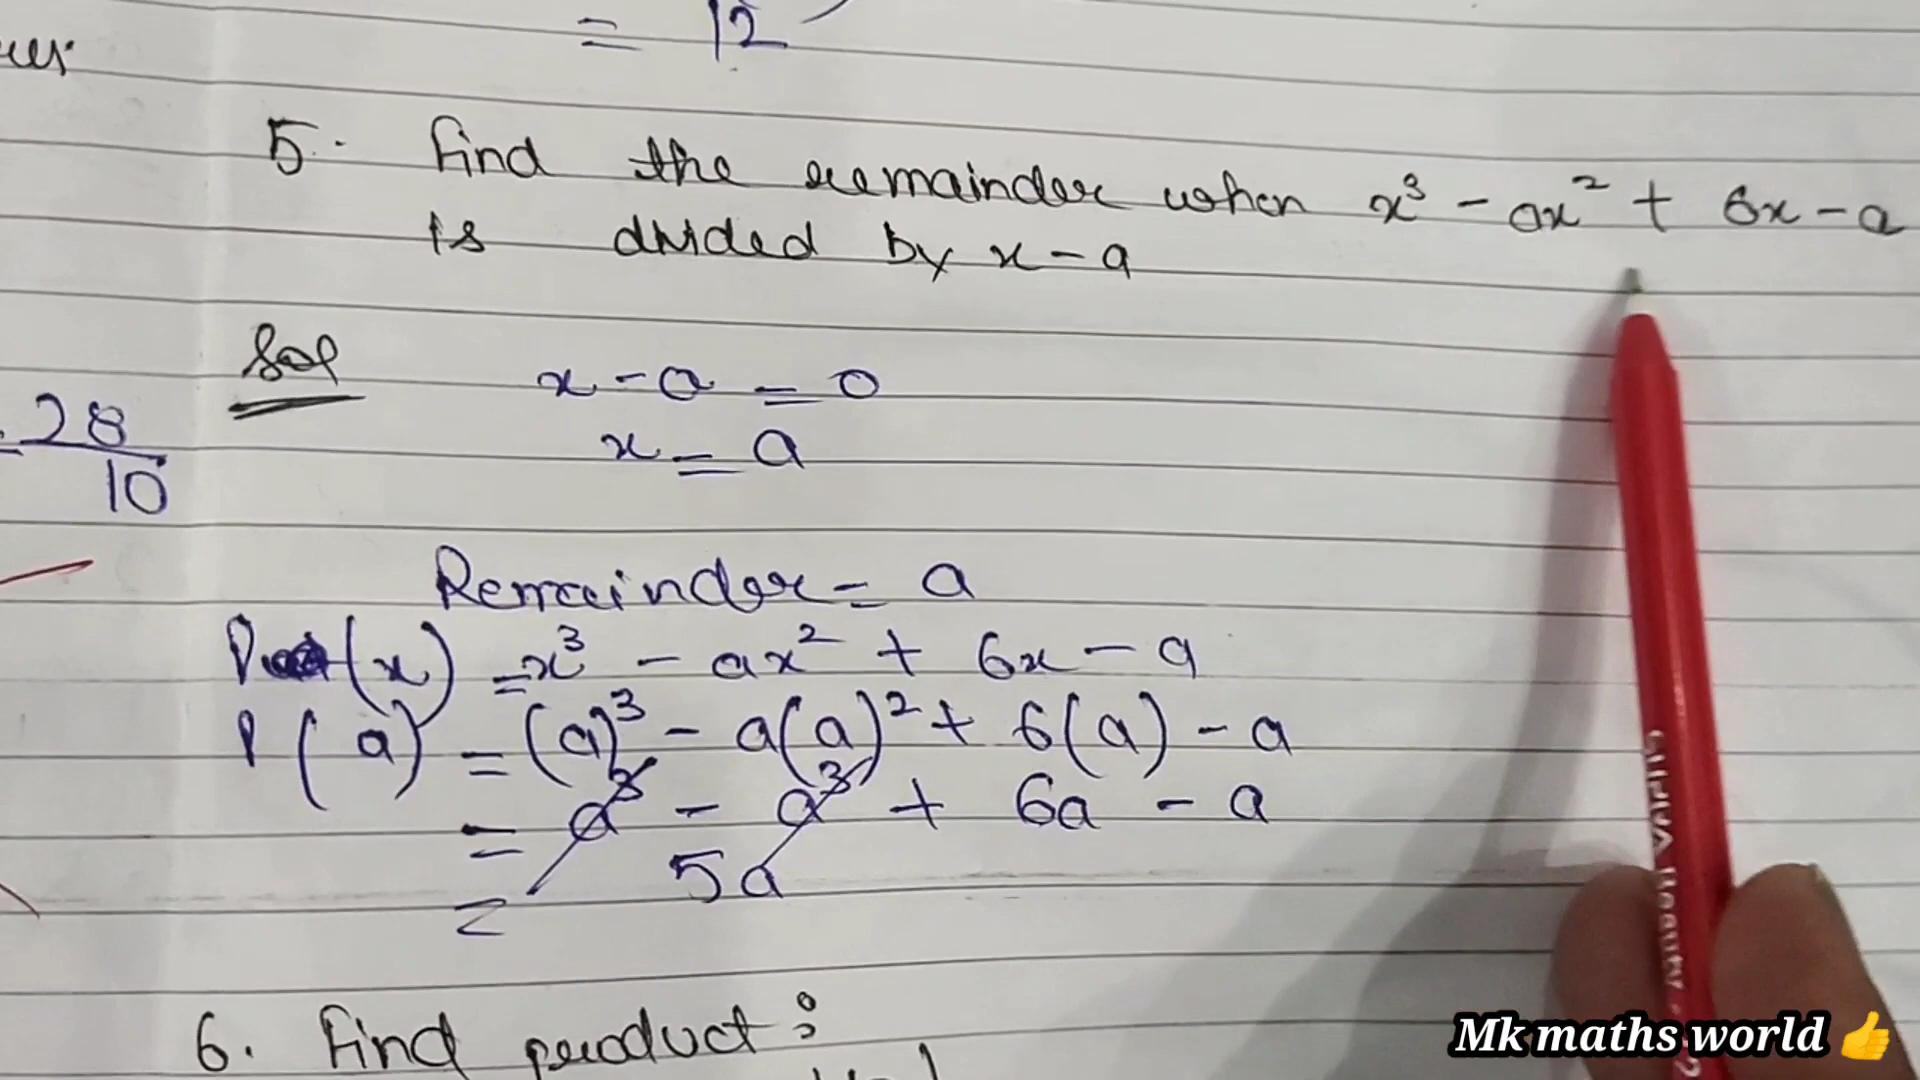 = 12
5. Find the remainder when x³ - ax² + 6x - a
is divided by x - a
Sol
x - a = 0
x = a
28
10
Remainder = a
P(x) = x³ - ax² + 6x - a
P(a) = (a)³ - a(a)² + 6(a) - a
= a³ - a³ + 6a - a
= 5a
6. Find product :
Mk maths world 👍